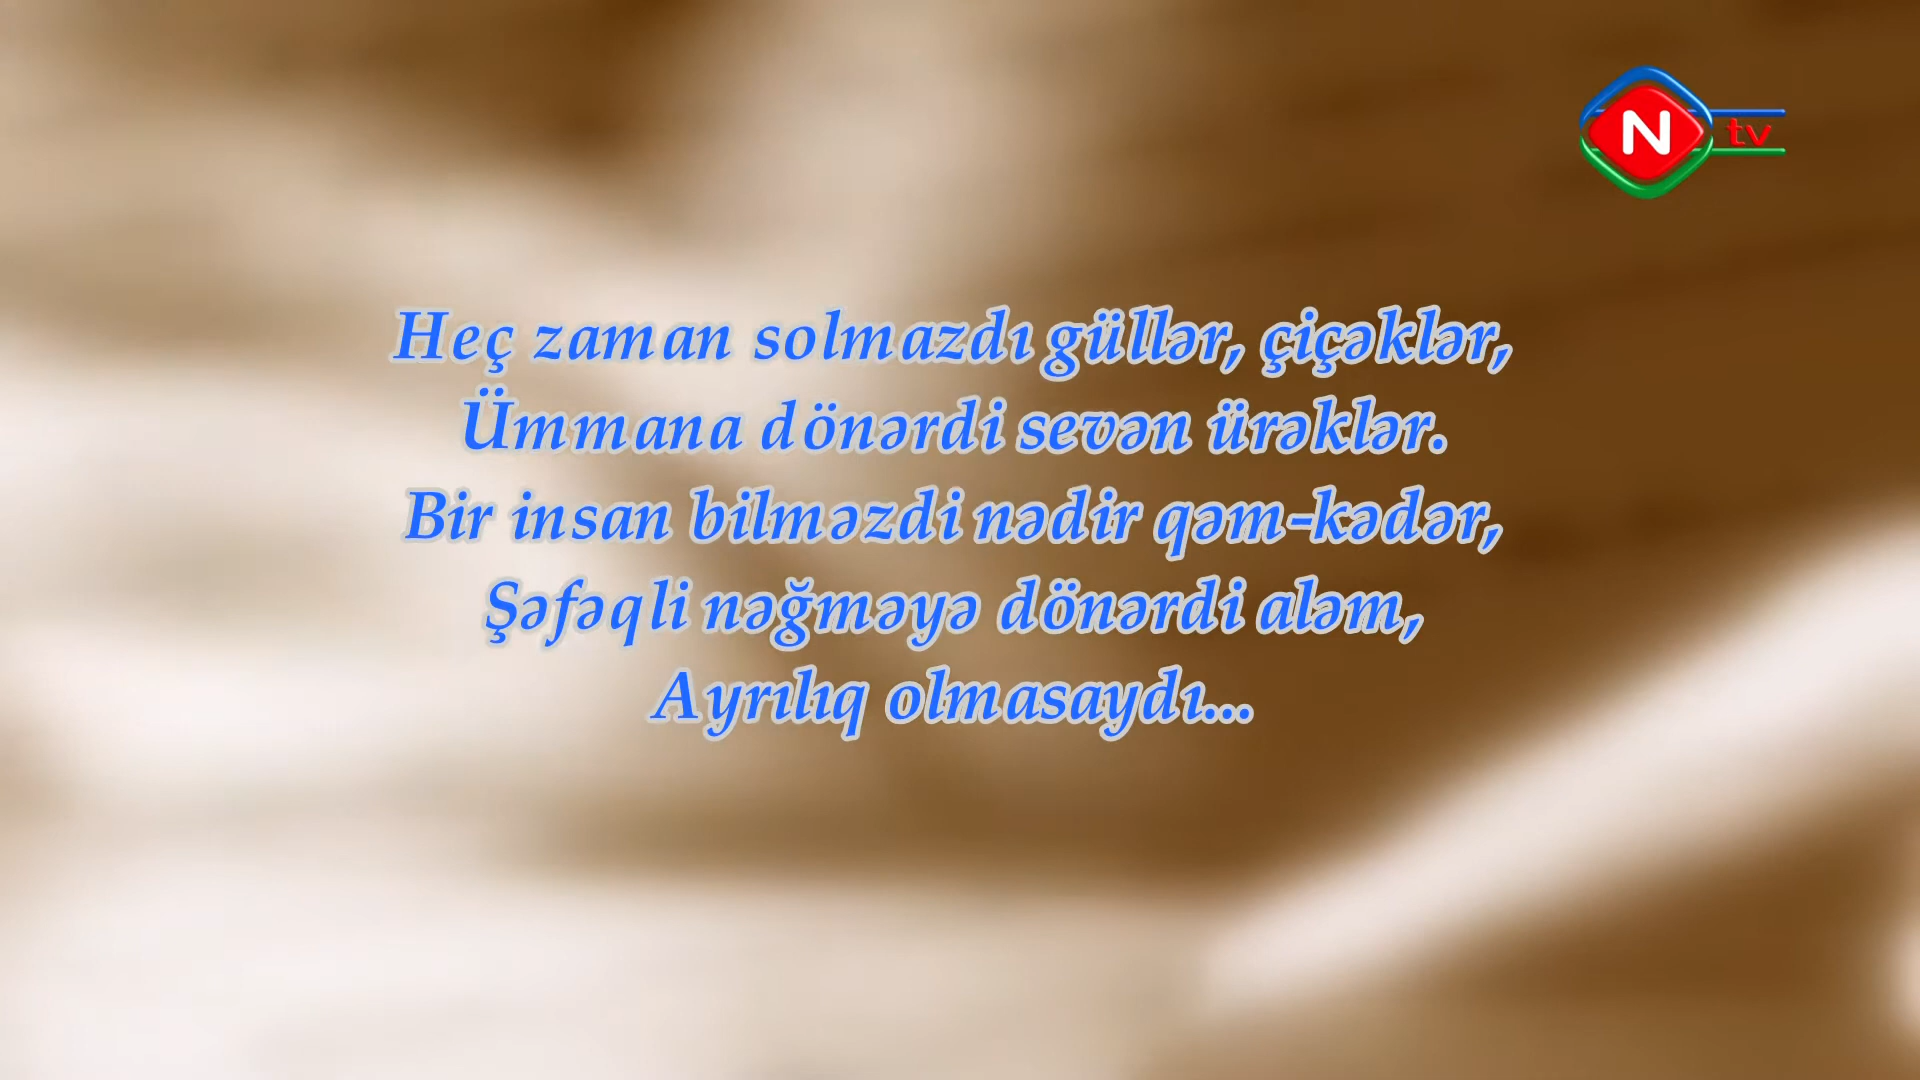 N tv
Heç zaman solmazdı güllər, çiçəklər,
Ümmana dönərdi sevən ürəklər.
Bir insan bilməzdi nədir qəm-kədər,
Şəfəqli nəğməyə dönərdi aləm,
Ayrılıq olmasaydı...